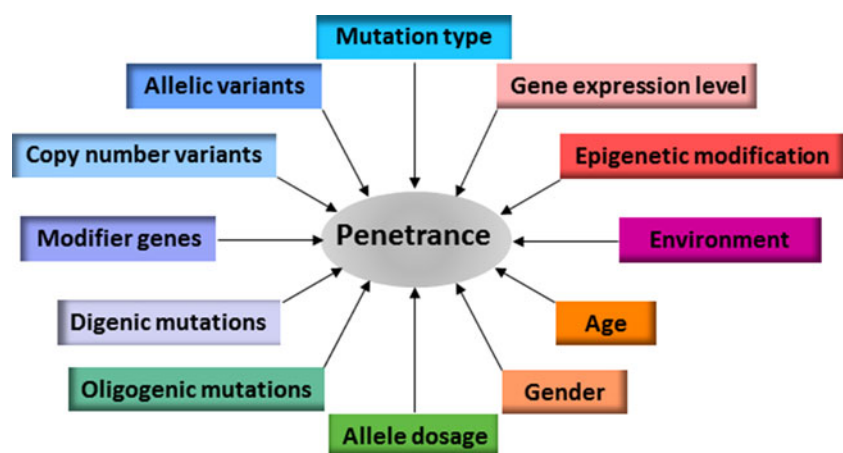 Mutation type
Allelic variants
Gene expression level
Copy number variants
Epigenetic modification
Modifier genes
Penetrance
Environment
Digenic mutations
Age
Oligogenic mutations
Gender
Allele dosage